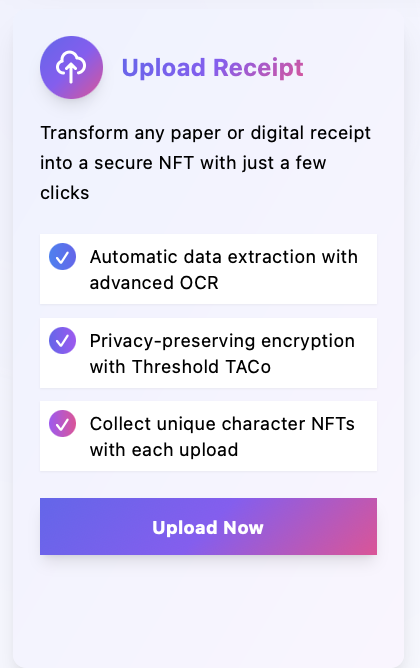 Upload Receipt
Transform any paper or digital receipt
into a secure NFT with just a few
clicks
Automatic data extraction with
advanced OCR
Privacy-preserving encryption
with Threshold TACo
Collect unique character NFTs
with each upload
Upload Now